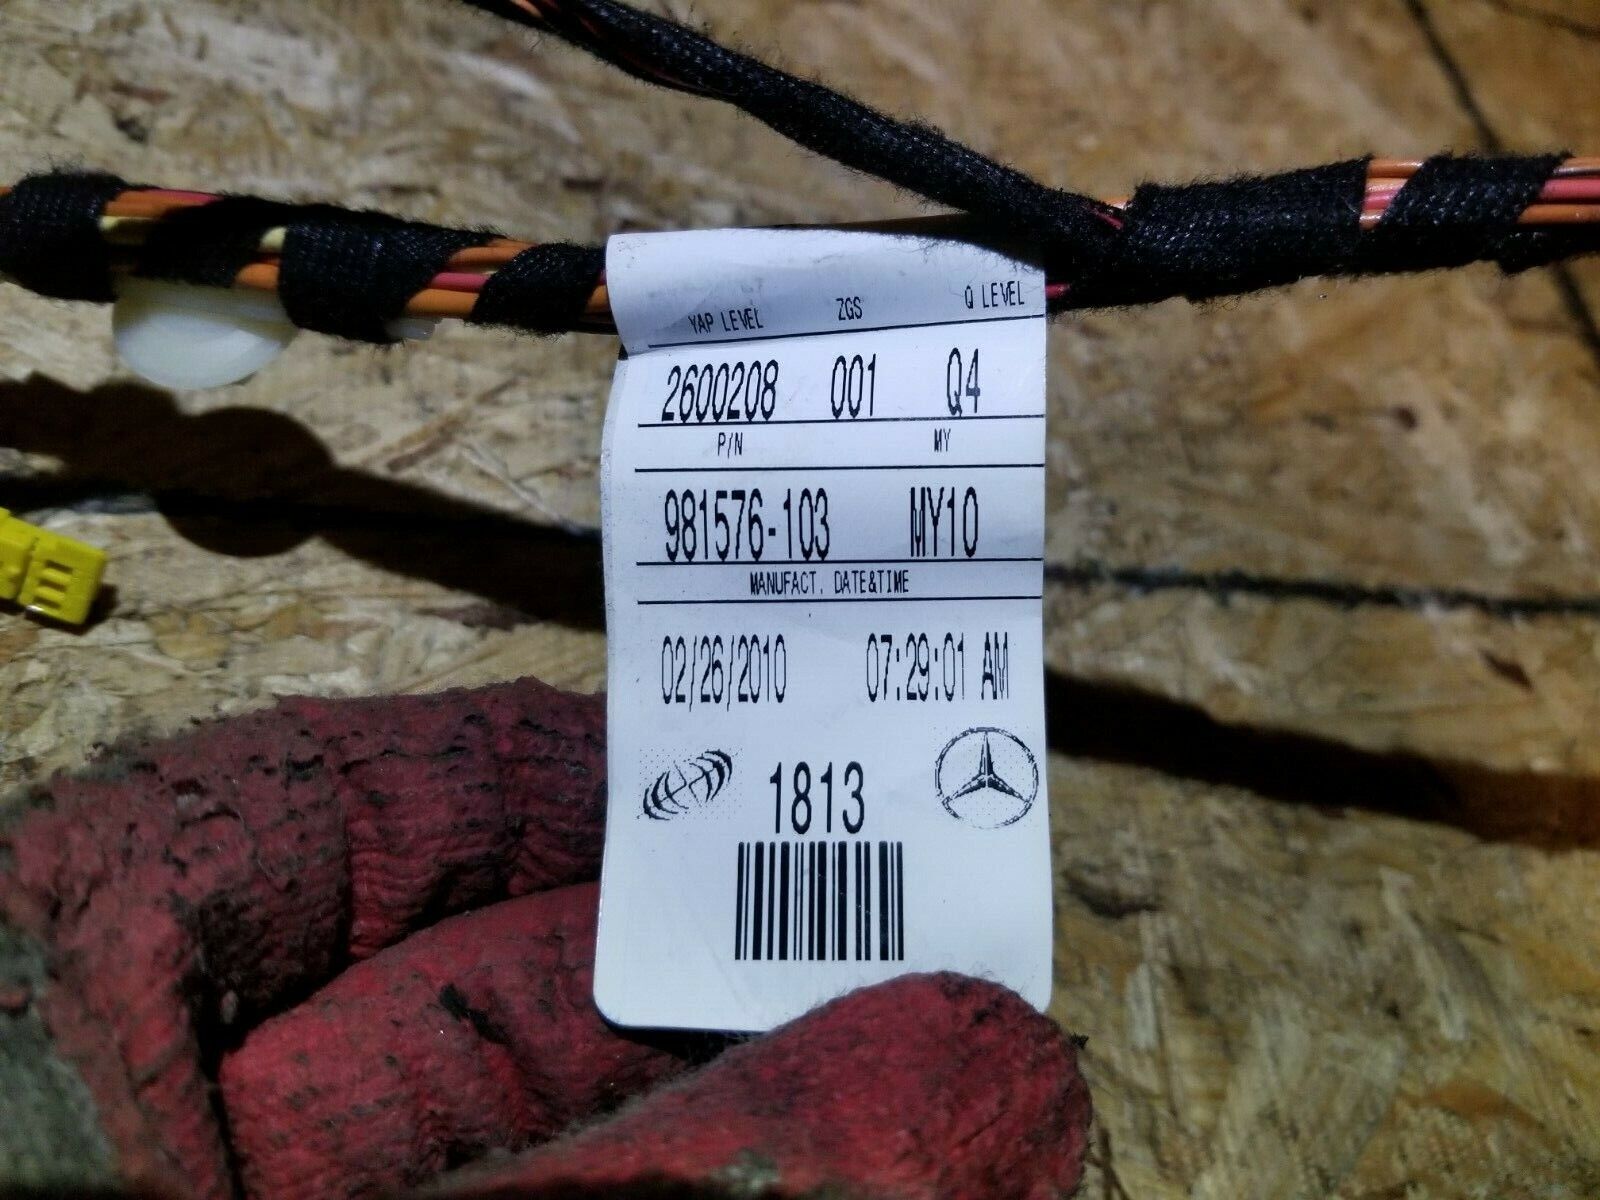 YAP LEVEL ZGS Q LEVEL
2600208 001 Q4
P/N MY
981576-103 MY10
MANUFACT. DATE&TIME
02/26/2010 07:29:01 AM
1813